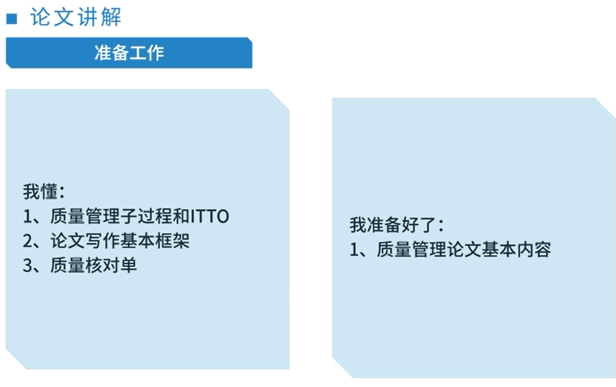 论文讲解
准备工作
我懂：
1、质量管理子过程和ITTO
2、论文写作基本框架
3、质量核对单
我准备好了：
1、质量管理论文基本内容